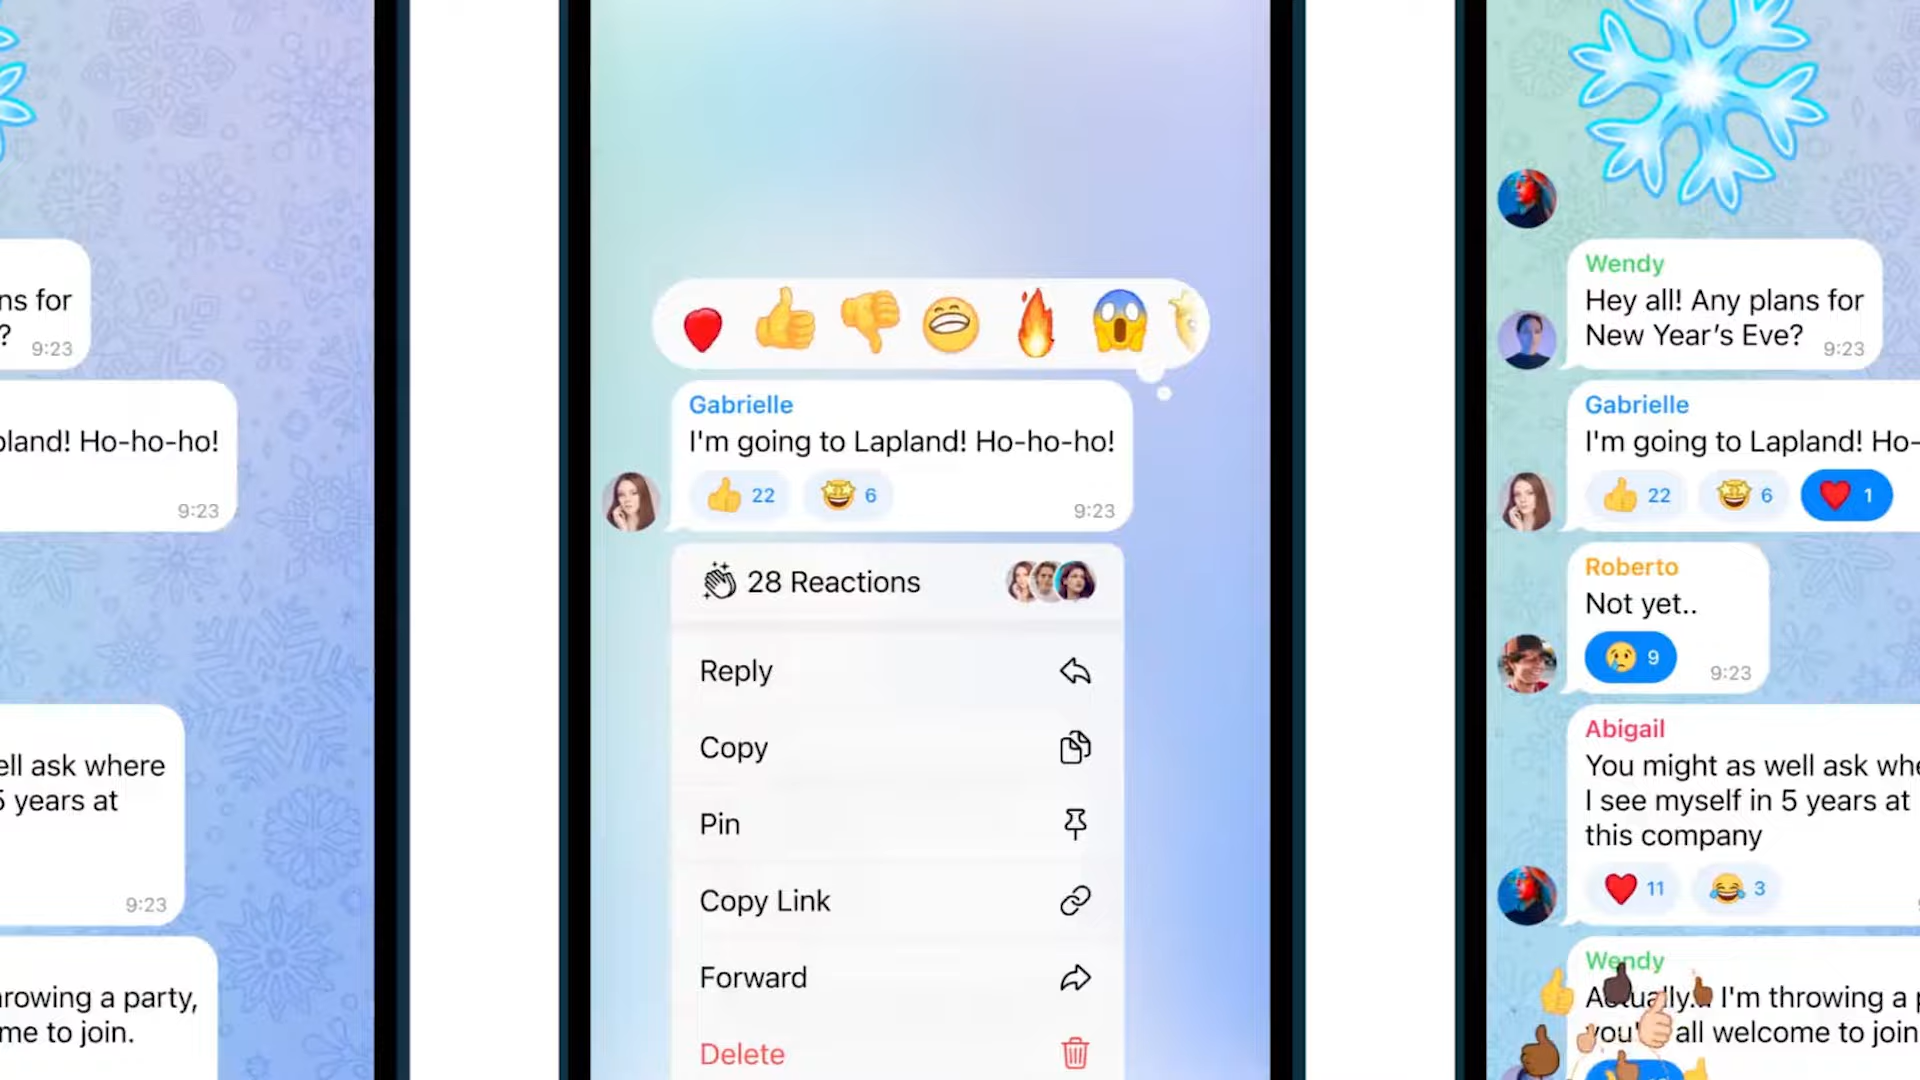 ns for
?
9:23
pland! Ho-ho-ho!
9:23
ell ask where
5 years at
9:23
rowing a party,
me to join.
Gabrielle
I'm going to Lapland! Ho-ho-ho!
22
6
9:23
28 Reactions
Reply
Copy
Pin
Copy Link
Forward
Delete
Wendy
Hey all! Any plans for
New Year's Eve?
9:23
Gabrielle
I'm going to Lapland! Ho-
22
6
1
Roberto
Not yet..
9
9:23
Abigail
You might as well ask whe
I see myself in 5 years at
this company
11
3
Wendy
Actually... I'm throwing a p
you're all welcome to join